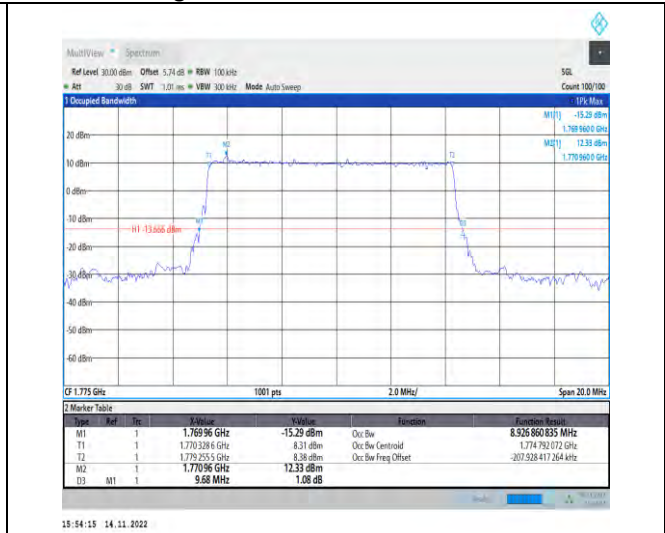 MultiView Spectrum
Ref Level 30.00 dBm Offset 5.74 dB RBW 100 kHz SGL
Att 30 dB SWT 1.01 ms VBW 300 kHz Mode Auto Sweep Count 100/100
1 Occupied Bandwidth 1Pk Max
M1[1] -15.29 dBm
1.769 960 0 GHz
M2[1] 12.33 dBm
1.770 960 0 GHz
20 dBm
M2
T1 T2
10 dBm
0 dBm
-10 dBm
H1 -13.666 dBm
-30 dBm
-40 dBm
-50 dBm
-60 dBm
CF 1.775 GHz 1001 pts 2.0 MHz/ Span 20.0 MHz
2 Marker Table
Type Ref Trc X-Value Y-Value Function Function Result
M1 1 1.769 96 GHz -15.29 dBm Occ Bw 8.926 860 835 MHz
T1 1 1.770 328 6 GHz 8.31 dBm Occ Bw Centroid 1.774 792 072 GHz
T2 1 1.779 255 5 GHz 8.38 dBm Occ Bw Freq Offset -207.928 417 264 kHz
M2 1 1.770 96 GHz 12.33 dBm
D3 M1 1 9.68 MHz 1.08 dB
15:54:15 14.11.2022